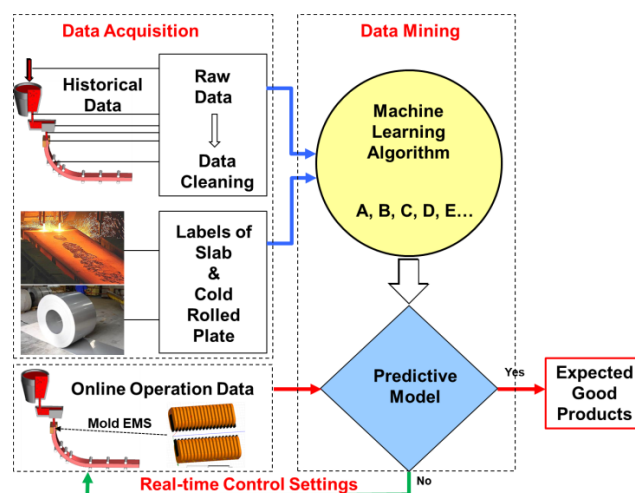 Data Acquisition
Data Mining
Historical
Data
Raw
Data
Data
Cleaning
Machine
Learning
Algorithm
A, B, C, D, E…
Labels of
Slab
&
Cold
Rolled
Plate
Online Operation Data
Mold EMS
Predictive
Model
Yes
Expected
Good
Products
No
Real-time Control Settings